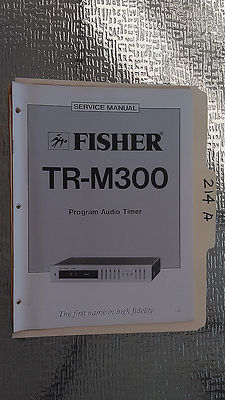 SERVICE MANUAL
FISHER
TR-M300
Program Audio Timer
The first name in high fidelity
214 A